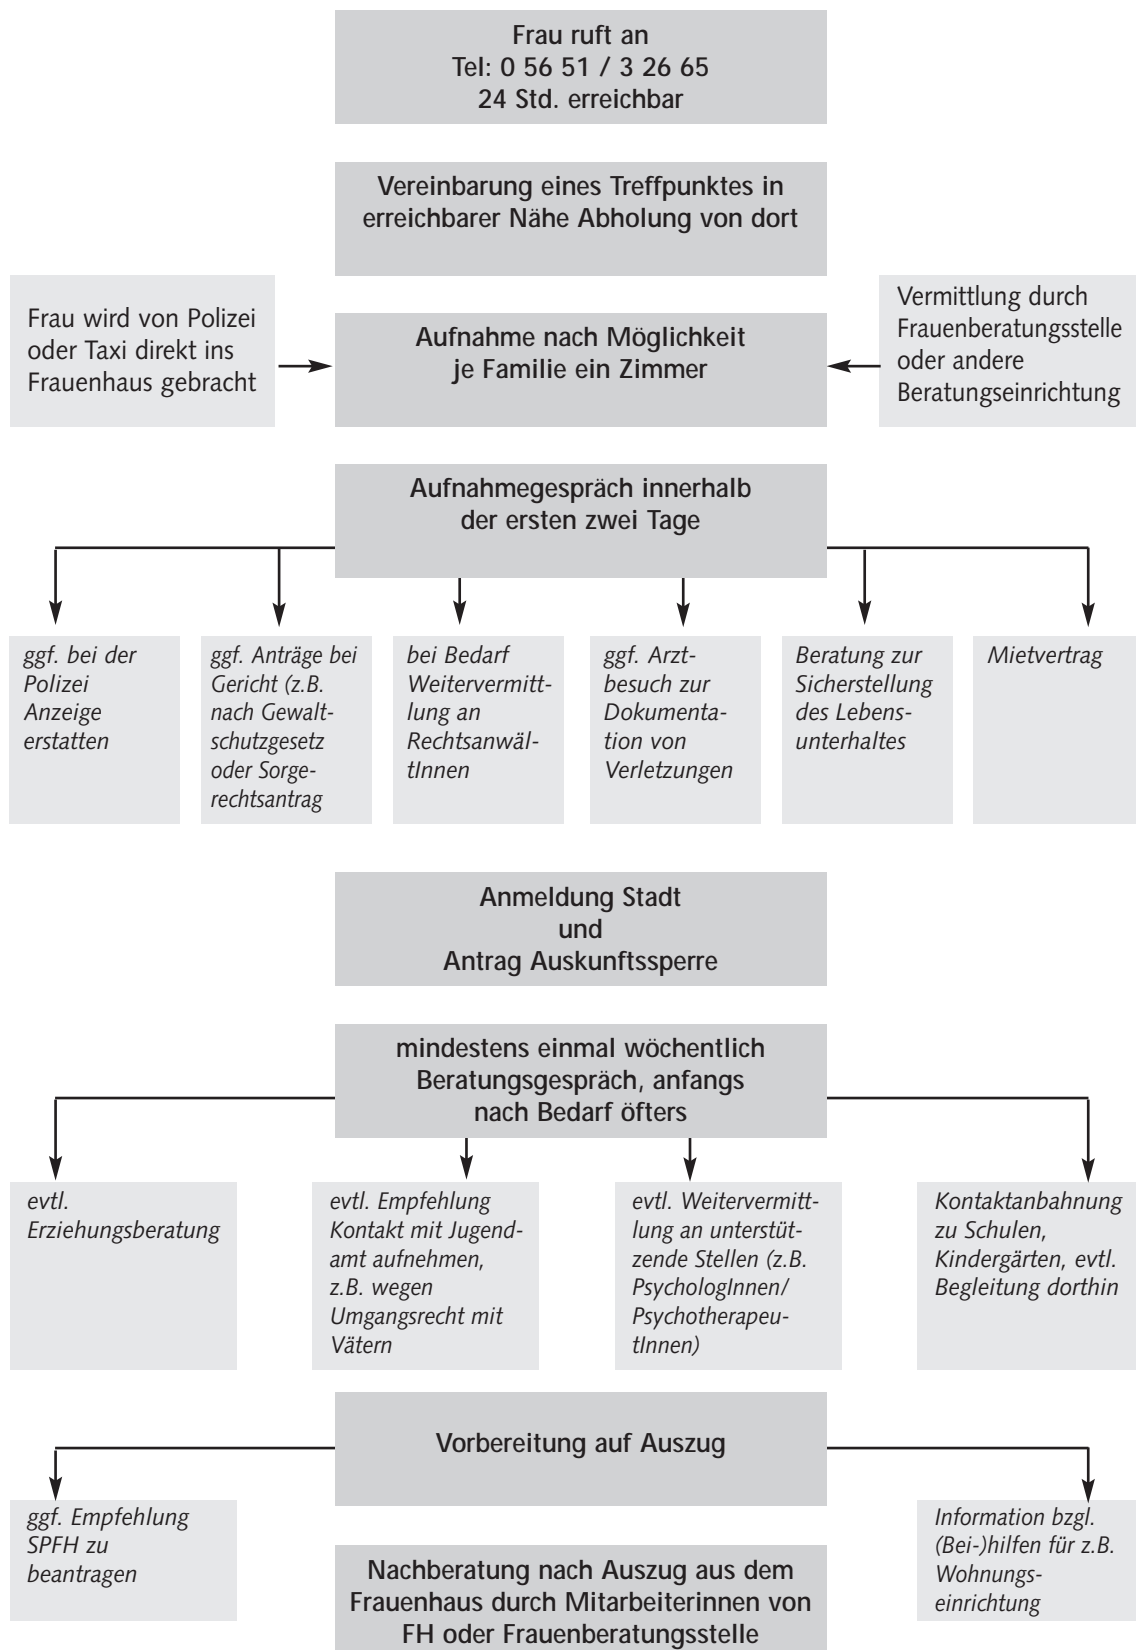 Frau ruft an
Tel: 0 56 51 / 3 26 65
24 Std. erreichbar
Vereinbarung eines Treffpunktes in
erreichbarer Nähe Abholung von dort
Frau wird von Polizei
oder Taxi direkt ins
Frauenhaus gebracht
Aufnahme nach Möglichkeit
je Familie ein Zimmer
Vermittlung durch
Frauenberatungsstelle
oder andere
Beratungseinrichtung
Aufnahmegespräch innerhalb
der ersten zwei Tage
ggf. bei der
Polizei
Anzeige
erstatten
ggf. Anträge bei
Gericht (z.B.
nach Gewalt-
schutzgesetz
oder Sorge-
rechtsantrag
bei Bedarf
Weitervermitt-
lung an
Rechtsanwäl-
tInnen
ggf. Arzt-
besuch zur
Dokumenta-
tion von
Verletzungen
Beratung zur
Sicherstellung
des Lebens-
unterhaltes
Mietvertrag
Anmeldung Stadt
und
Antrag Auskunftssperre
mindestens einmal wöchentlich
Beratungsgespräch, anfangs
nach Bedarf öfters
evtl.
Erziehungsberatung
evtl. Empfehlung
Kontakt mit Jugend-
amt aufnehmen,
z.B. wegen
Umgangsrecht mit
Vätern
evtl. Weitervermitt-
lung an unterstüt-
zende Stellen (z.B.
PsychologInnen/
Psychotherapeu-
tInnen)
Kontaktanbahnung
zu Schulen,
Kindergärten, evtl.
Begleitung dorthin
Vorbereitung auf Auszug
ggf. Empfehlung
SPFH zu
beantragen
Information bzgl.
(Bei-)hilfen für z.B.
Wohnungs-
einrichtung
Nachberatung nach Auszug aus dem
Frauenhaus durch Mitarbeiterinnen von
FH oder Frauenberatungsstelle